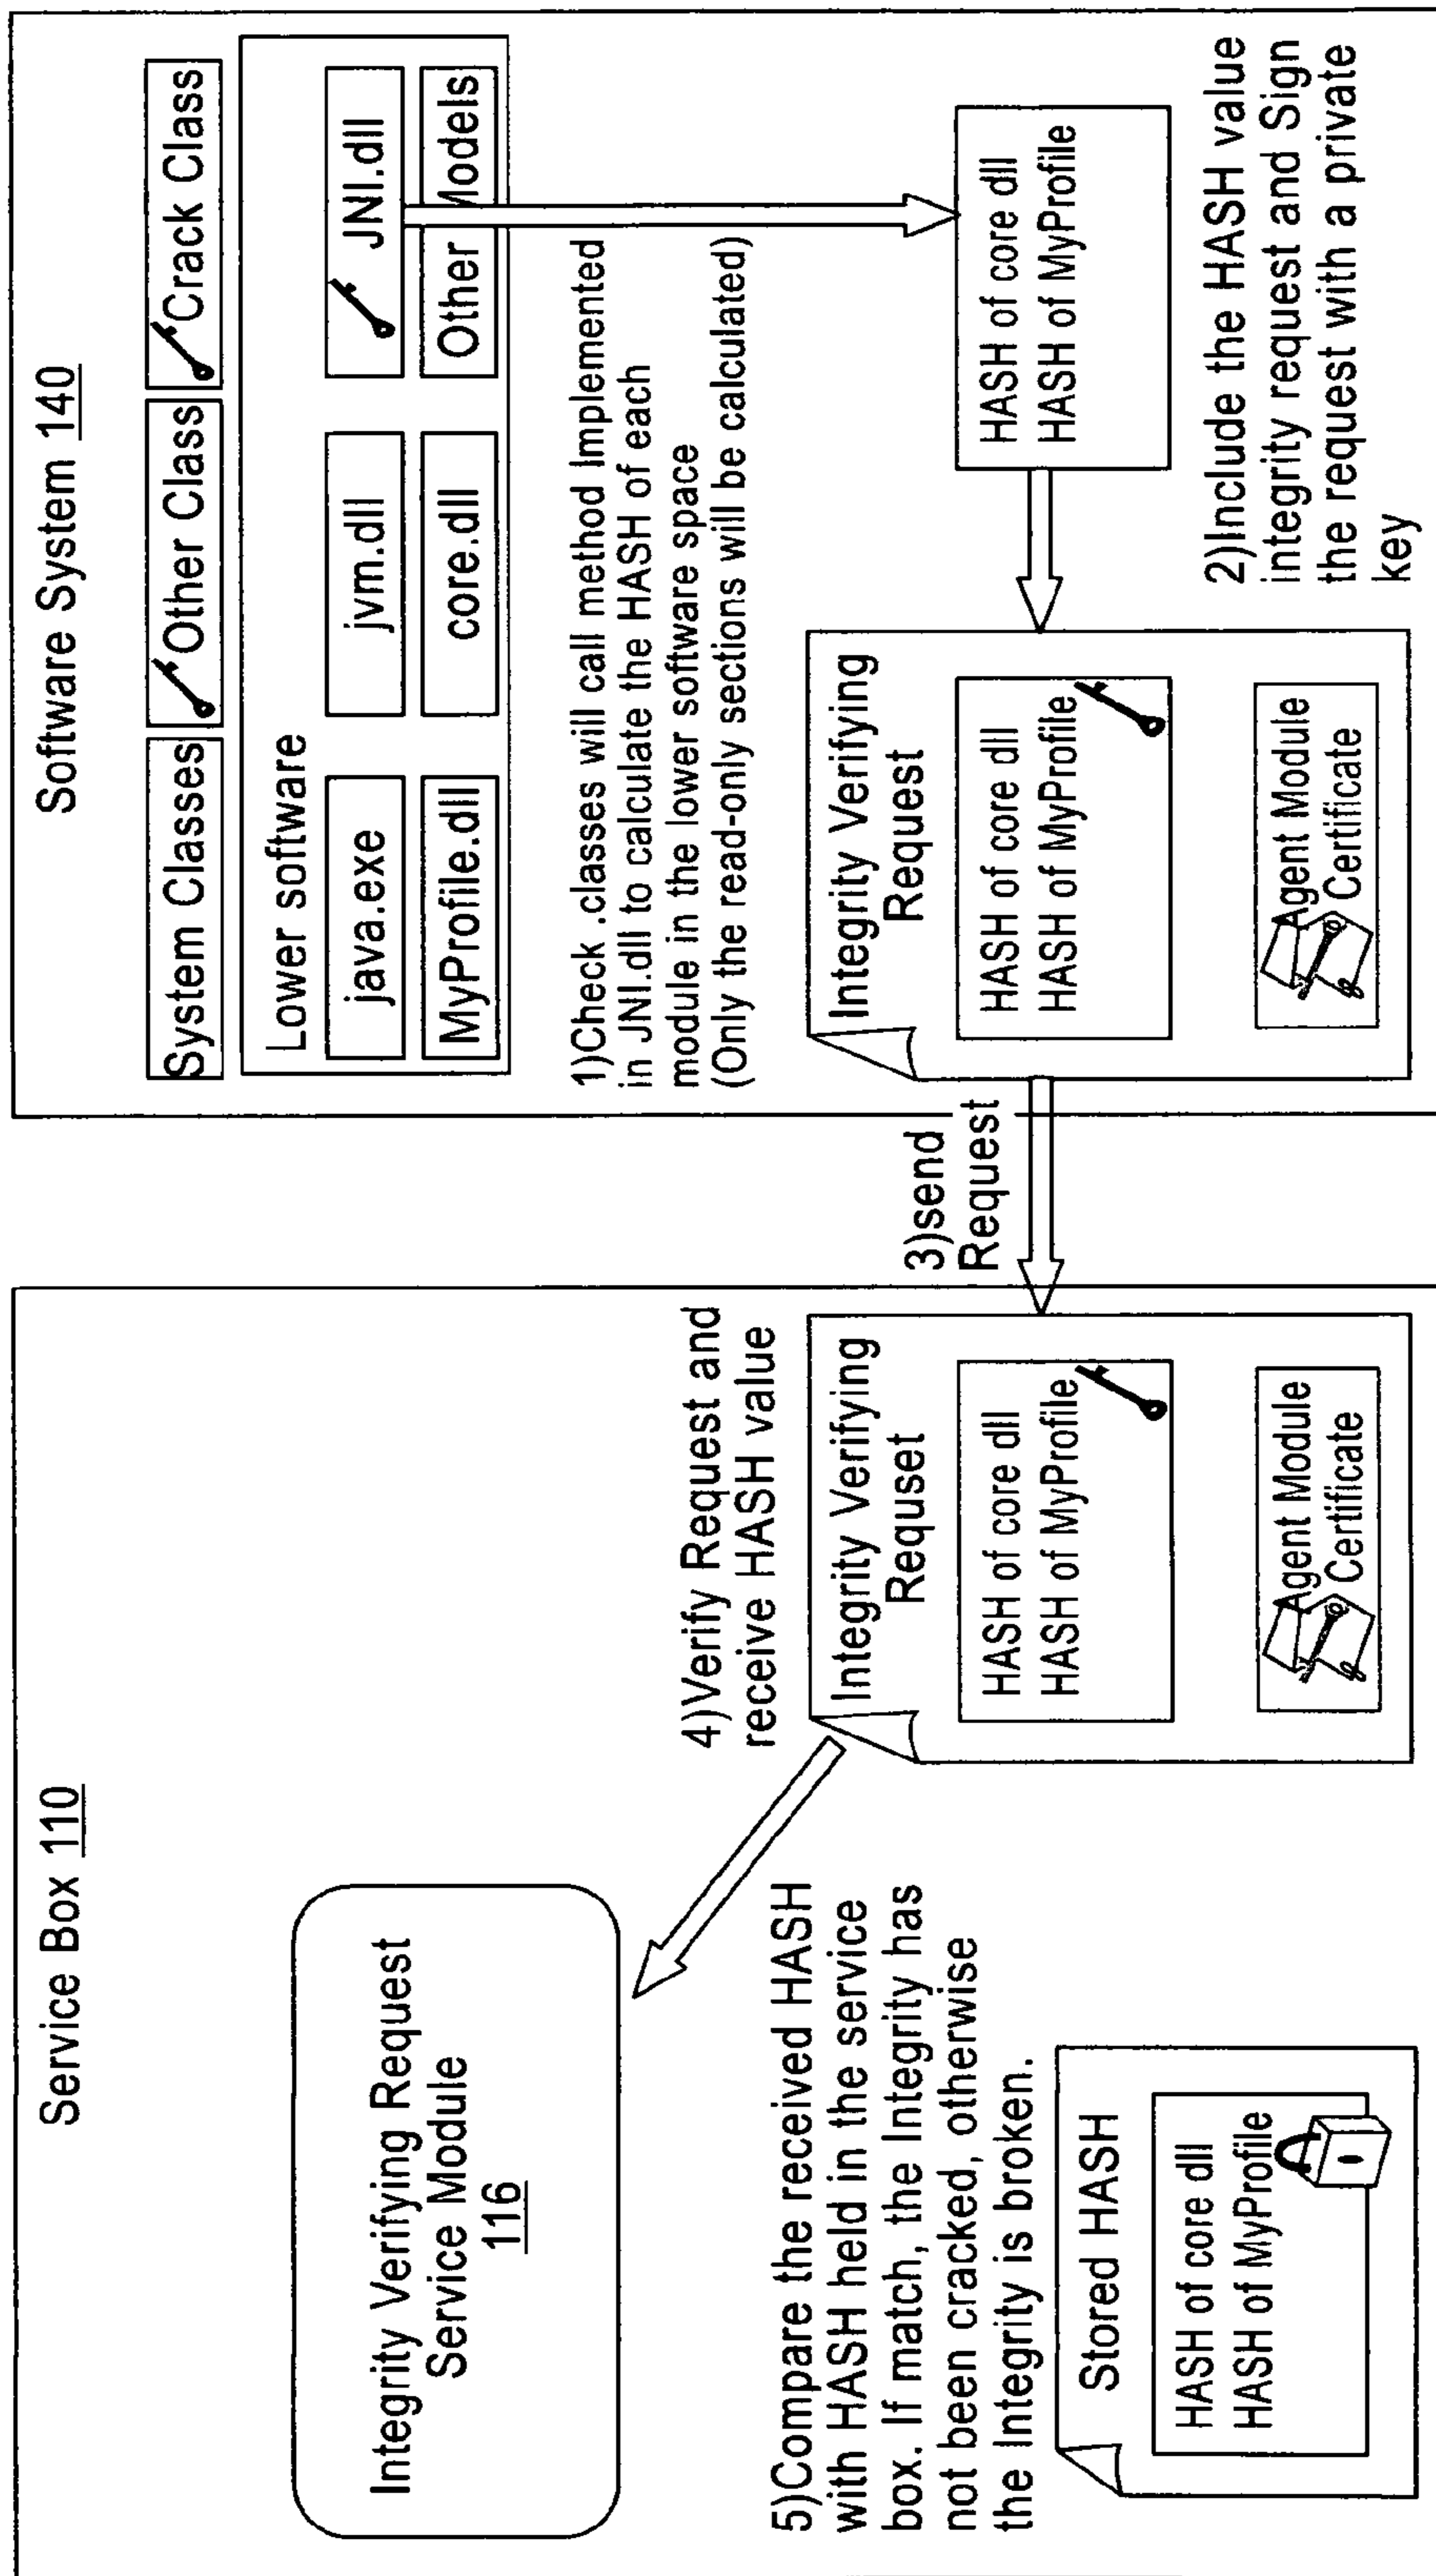 Service Box 110
Integrity Verifying Request
Service Module
116
4)Verify Request and
receive HASH value
Integrity Verifying
Requset
HASH of core dll
HASH of MyProfile
Agent Module
Certificate
5)Compare the received HASH
with HASH held in the service
box. If match, the Integrity has
not been cracked, otherwise
the Integrity is broken.
Stored HASH
HASH of core dll
HASH of MyProfile
3)send
Request
Software System 140
System Classes
Other Class
Crack Class
Lower software
java.exe
jvm.dll
JNI.dll
MyProfile.dll
core.dll
Other Models
1)Check .classes will call method Implemented
in JNI.dll to calculate the HASH of each
module in the lower software space
(Only the read-only sections will be calculated)
Integrity Verifying
Request
HASH of core dll
HASH of MyProfile
Agent Module
Certificate
HASH of core dll
HASH of MyProfile
2)Include the HASH value
integrity request and Sign
the request with a private
key